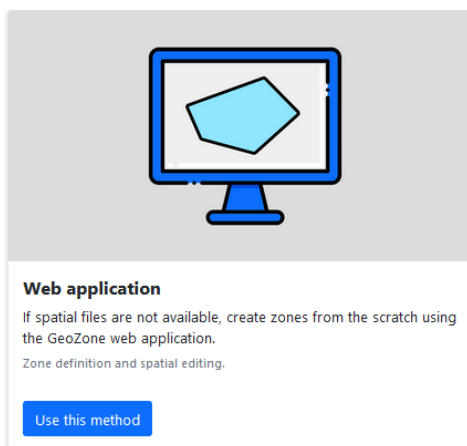 Web application
If spatial files are not available, create zones from the scratch using
the GeoZone web application.
Zone definition and spatial editing.
Use this method